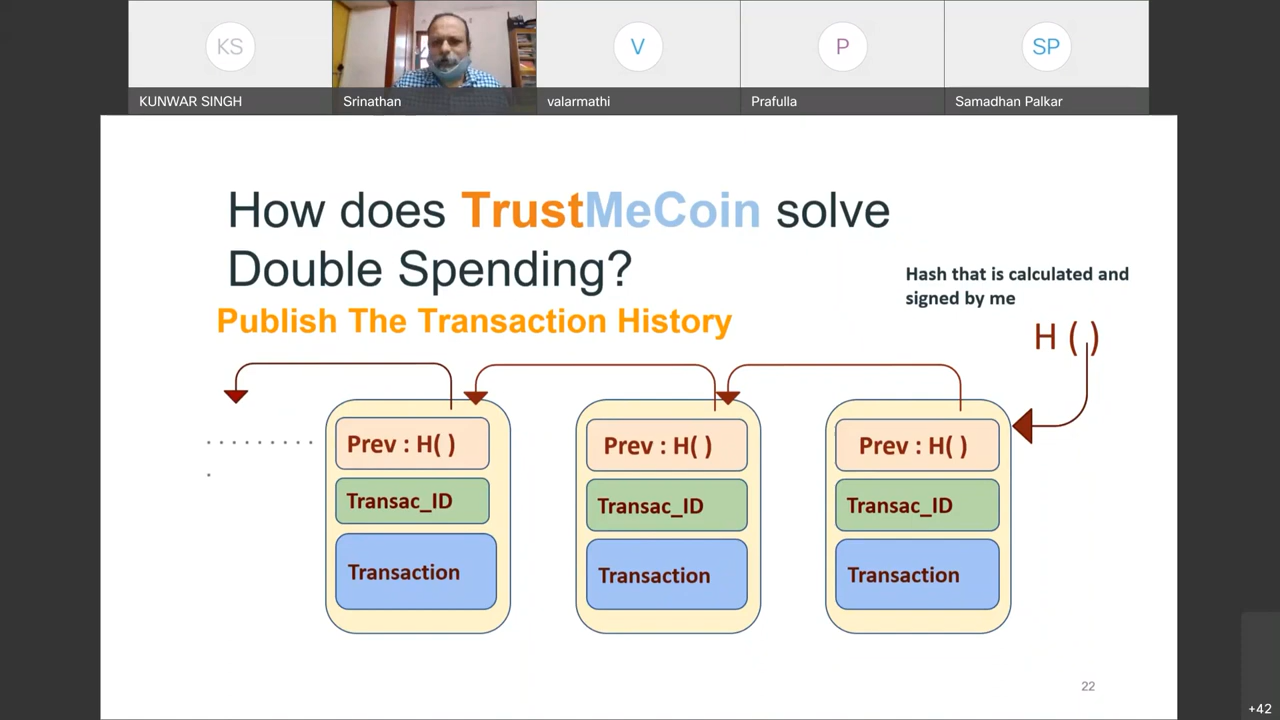 KS
V
P
SP
KUNWAR SINGH
Srinathan
valarmathi
Prafulla
Samadhan Palkar
How does TrustMeCoin solve
Double Spending?
Publish The Transaction History
Hash that is calculated and
signed by me
H ( )
Prev : H( )
Prev : H( )
Prev : H( )
Transac_ID
Transac_ID
Transac_ID
Transaction
Transaction
Transaction
22
+42